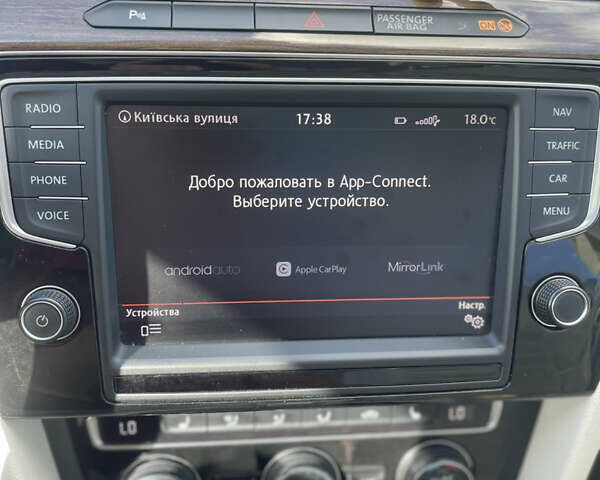 PASSENGER
AIR BAG
ON
RADIO
MEDIA
PHONE
VOICE
Київська вулиця 17:38 18.0°C
Добро пожаловать в App-Connect.
Выберите устройство.
androidauto Apple CarPlay MirrorLink
Устройства Настр.
NAV
TRAFFIC
CAR
MENU
LO LO